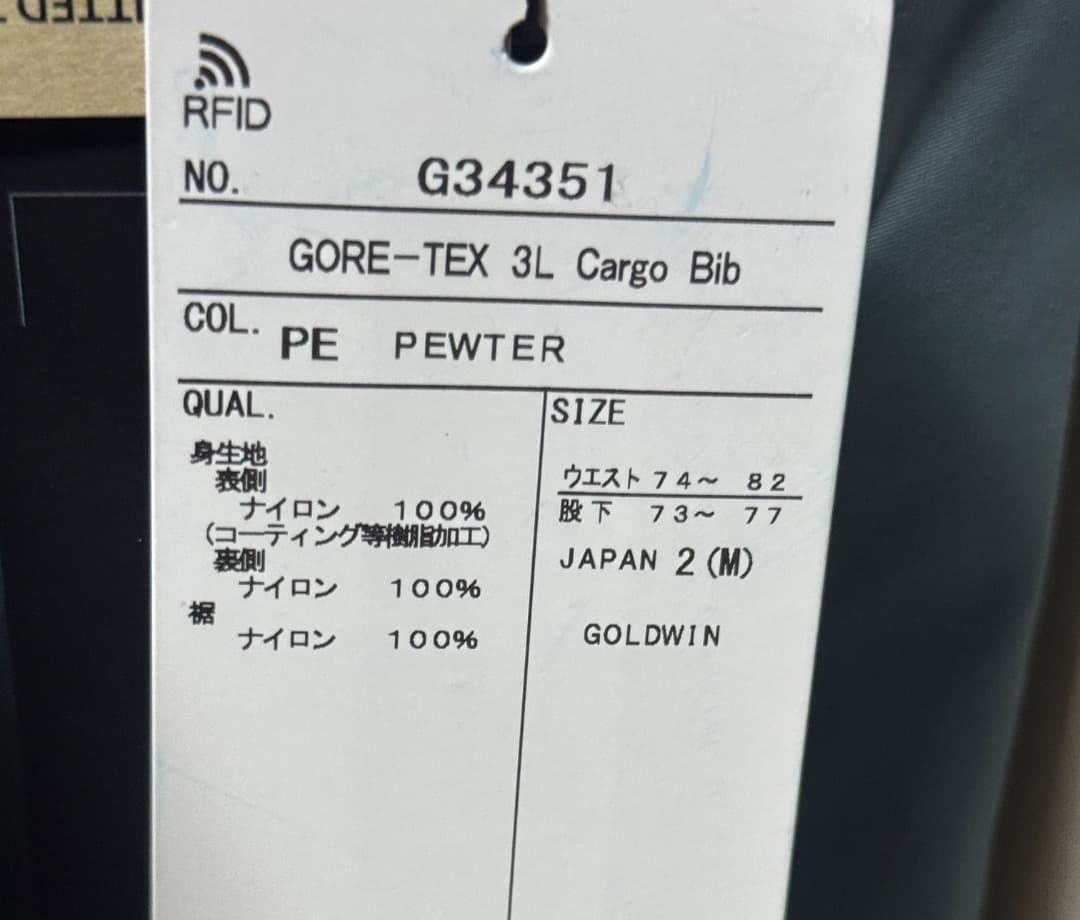 RFID
NO. G34351
GORE-TEX 3L Cargo Bib
COL. PE PEWTER
QUAL.
身生地
表側
ナイロン 100%
(コーティング等樹脂加工)
裏側
ナイロン 100%
裾
ナイロン 100%
SIZE
ウエスト 74~ 82
股下 73~ 77
JAPAN 2(M)
GOLDWIN